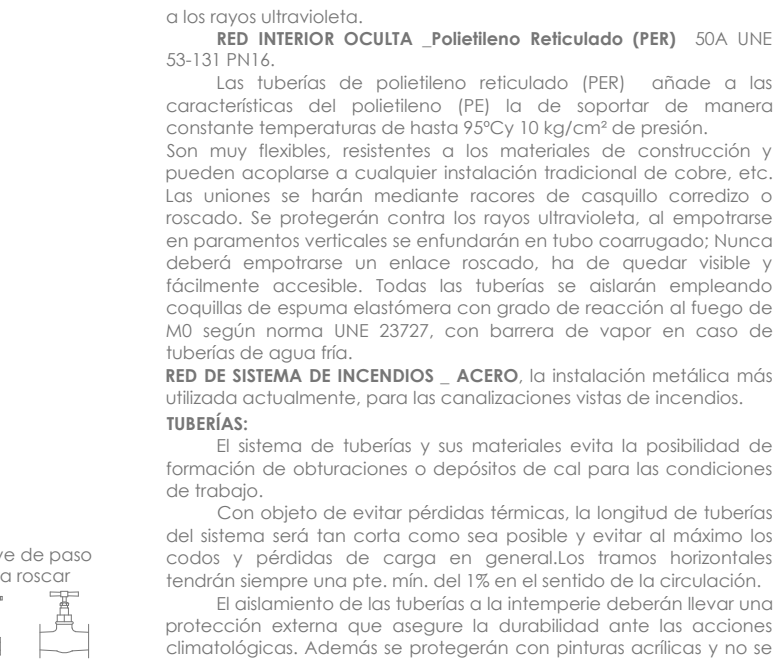 a los rayos ultravioleta.
RED INTERIOR OCULTA _Polietileno Reticulado (PER) 50A UNE
53-131 PN16.
Las tuberías de polietileno reticulado (PER) añade a las
características del polietileno (PE) la de soportar de manera
constante temperaturas de hasta 95ºCy 10 kg/cm² de presión.
Son muy flexibles, resistentes a los materiales de construcción y
pueden acoplarse a cualquier instalación tradicional de cobre, etc.
Las uniones se harán mediante racores de casquillo corredizo o
roscado. Se protegerán contra los rayos ultravioleta, al empotrarse
en paramentos verticales se enfundarán en tubo coarrugado; Nunca
deberá empotrarse un enlace roscado, ha de quedar visible y
fácilmente accesible. Todas las tuberías se aislarán empleando
coquillas de espuma elastómera con grado de reacción al fuego de
M0 según norma UNE 23727, con barrera de vapor en caso de
tuberías de agua fría.
RED DE SISTEMA DE INCENDIOS _ ACERO, la instalación metálica más
utilizada actualmente, para las canalizaciones vistas de incendios.
TUBERÍAS:
El sistema de tuberías y sus materiales evita la posibilidad de
formación de obturaciones o depósitos de cal para las condiciones
de trabajo.
Con objeto de evitar pérdidas térmicas, la longitud de tuberías
del sistema será tan corta como sea posible y evitar al máximo los
codos y pérdidas de carga en general.Los tramos horizontales
tendrán siempre una pte. mín. del 1% en el sentido de la circulación.
El aislamiento de las tuberías a la intemperie deberán llevar una
protección externa que asegure la durabilidad ante las acciones
climatológicas. Además se protegerán con pinturas acrílicas y no se
ve de paso
a roscar